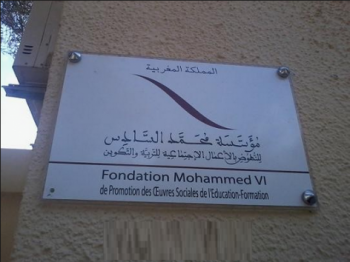 المملكة المغربية
مؤسسة محمد السادس
للنهوض بالأعمال الاجتماعية للتربية والتكوين
Fondation Mohammed VI
de Promotion des Œuvres Sociales de l'Education-Formation